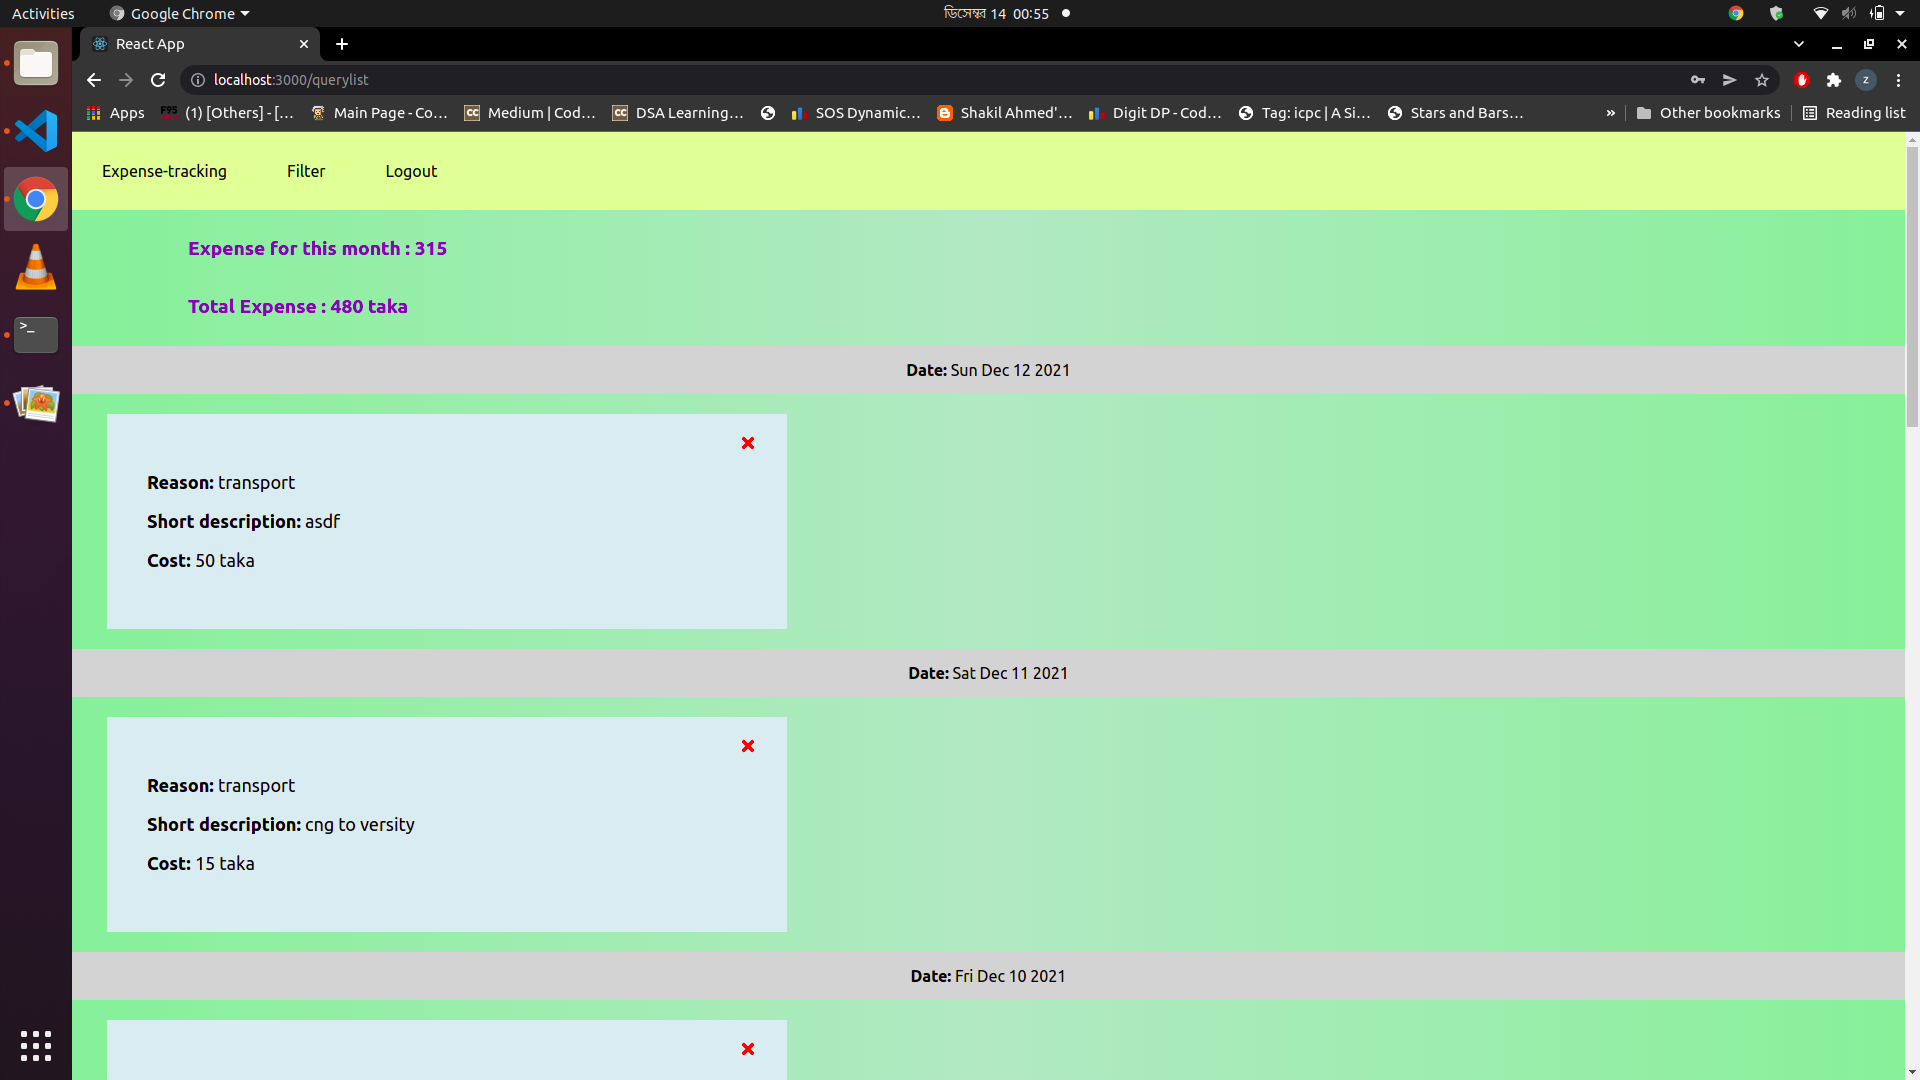 Activities
Google Chrome
ডিসেম্বর 14 00:55
React App
localhost:3000/querylist
z
Apps
F95
(1) [Others] - [...
Main Page - Co...
CC
Medium | Cod...
CC
DSA Learning...
SOS Dynamic...
Shakil Ahmed'...
Digit DP - Cod...
Tag: icpc | A Si...
Stars and Bars...
»
Other bookmarks
Reading list
Expense-tracking
Filter
Logout
Expense for this month : 315
Total Expense : 480 taka
Date: Sun Dec 12 2021
Reason: transport
Short description: asdf
Cost: 50 taka
Date: Sat Dec 11 2021
Reason: transport
Short description: cng to versity
Cost: 15 taka
Date: Fri Dec 10 2021